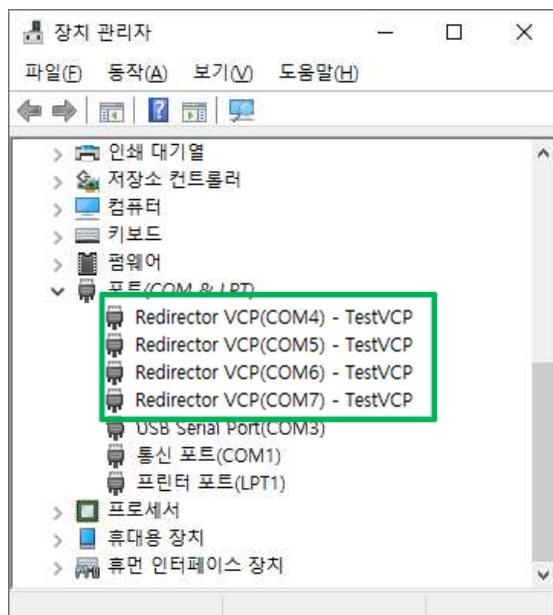 장치 관리자
파일(F) 동작(A) 보기(V) 도움말(H)
인쇄 대기열
저장소 컨트롤러
컴퓨터
키보드
펌웨어
포트(COM & LPT)
Redirector VCP(COM4) - TestVCP
Redirector VCP(COM5) - TestVCP
Redirector VCP(COM6) - TestVCP
Redirector VCP(COM7) - TestVCP
USB Serial Port(COM3)
통신 포트(COM1)
프린터 포트(LPT1)
프로세서
휴대용 장치
휴먼 인터페이스 장치